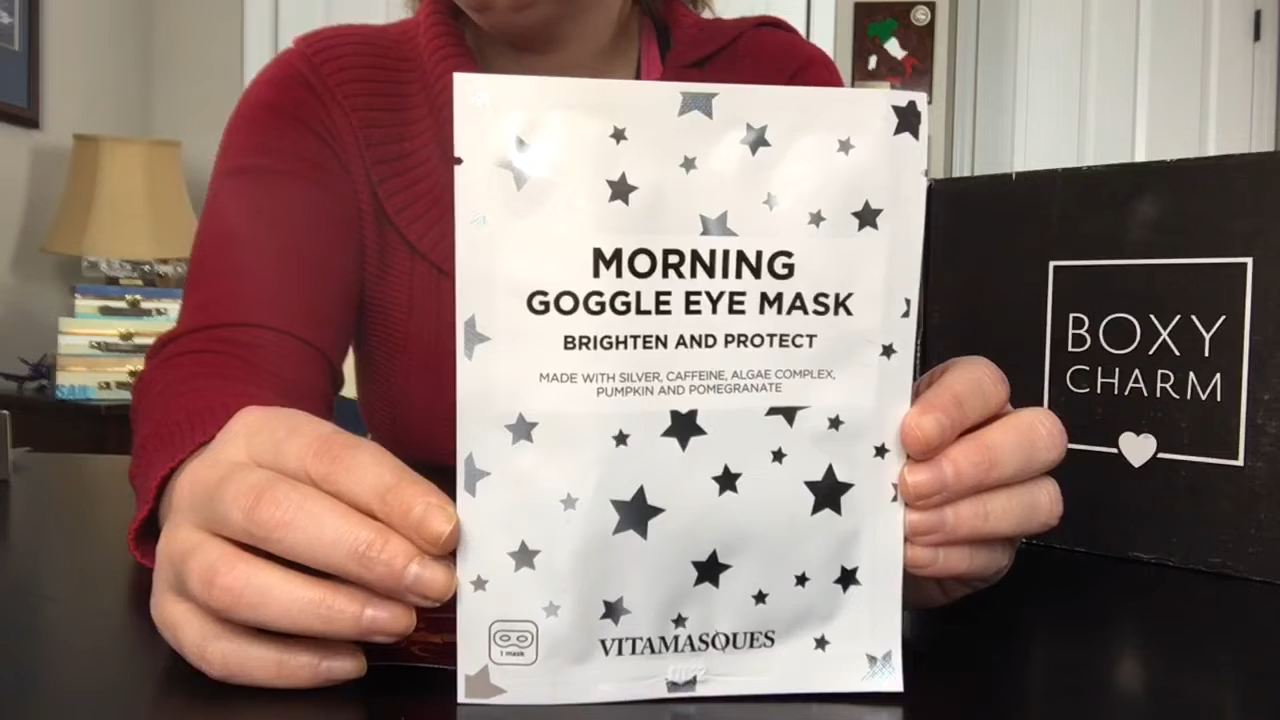 MORNING
GOGGLE EYE MASK
BRIGHTEN AND PROTECT
MADE WITH SILVER, CAFFEINE, ALGAE COMPLEX,
PUMPKIN AND POMEGRANATE
1 mask
VITAMASQUES
BOXY
CHARM
SAIL